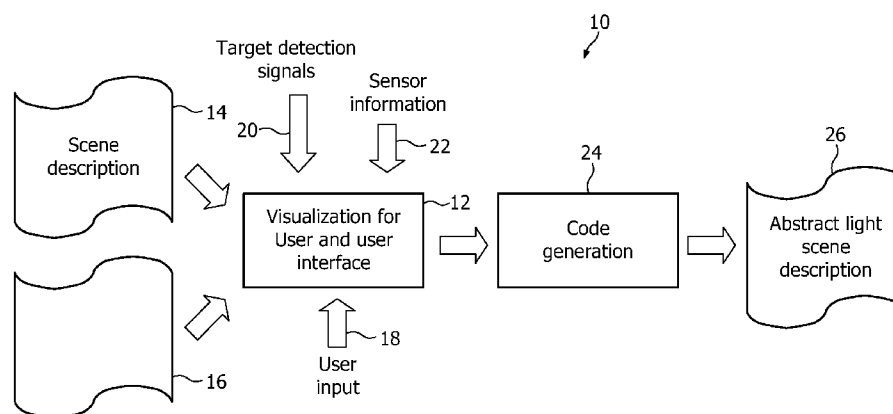 10
Target detection
signals
Sensor
information
14
20
22
Scene
description
24
26
12
Visualization for
User and user
interface
Code
generation
Abstract light
scene
description
18
User
input
16